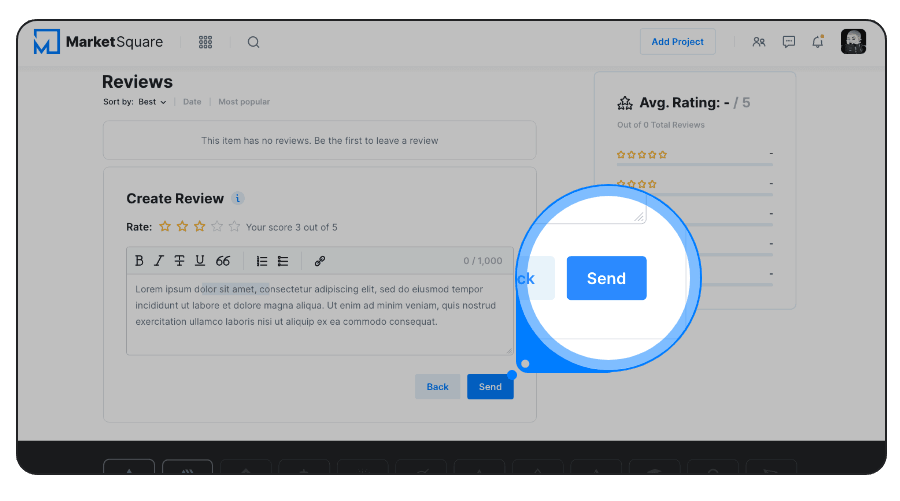 MarketSquare
Add Project
Reviews
Sort by: Best Date Most popular
This item has no reviews. Be the first to leave a review
Avg. Rating: - / 5
Out of 0 Total Reviews
-
-
-
-
-
Create Review i
Rate: Your score 3 out of 5
B I T U 66 0 / 1,000
Lorem ipsum dolor sit amet, consectetur adipiscing elit, sed do eiusmod tempor
incididunt ut labore et dolore magna aliqua. Ut enim ad minim veniam, quis nostrud
exercitation ullamco laboris nisi ut aliquip ex ea commodo consequat.
ck Send
Back Send